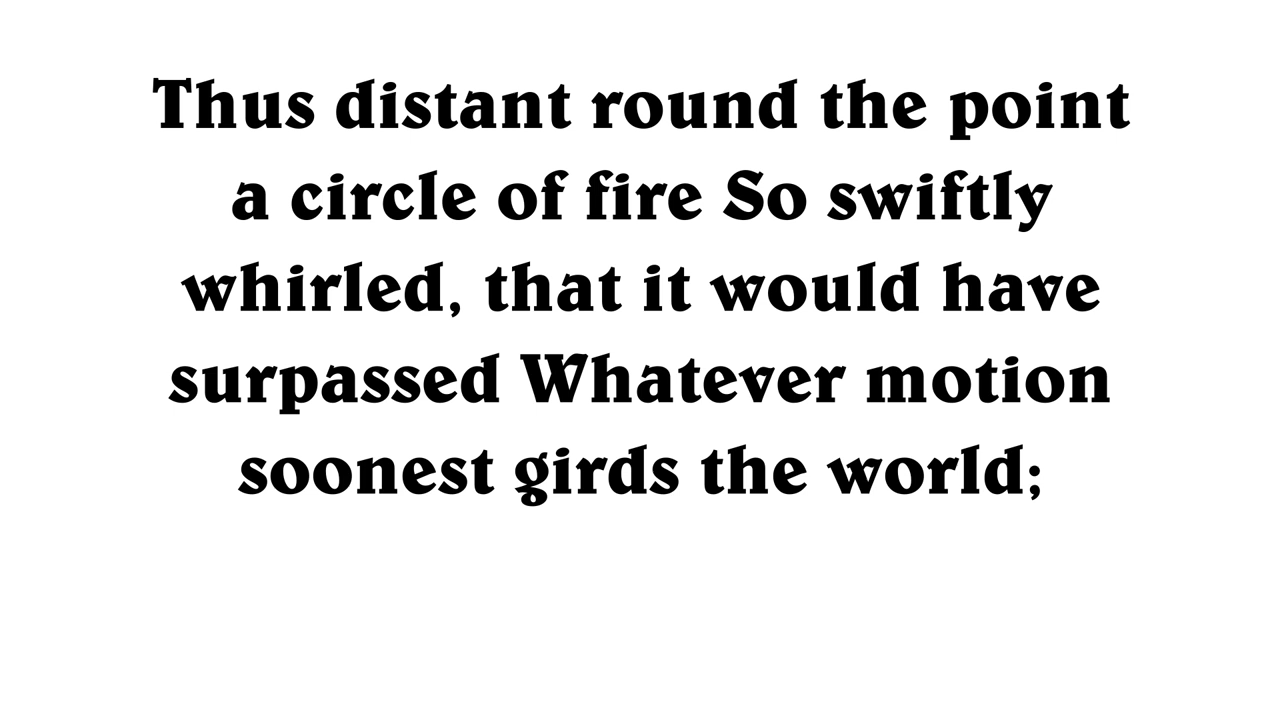 Thus distant round the point
a circle of fire So swiftly
whirled, that it would have
surpassed Whatever motion
soonest girds the world;